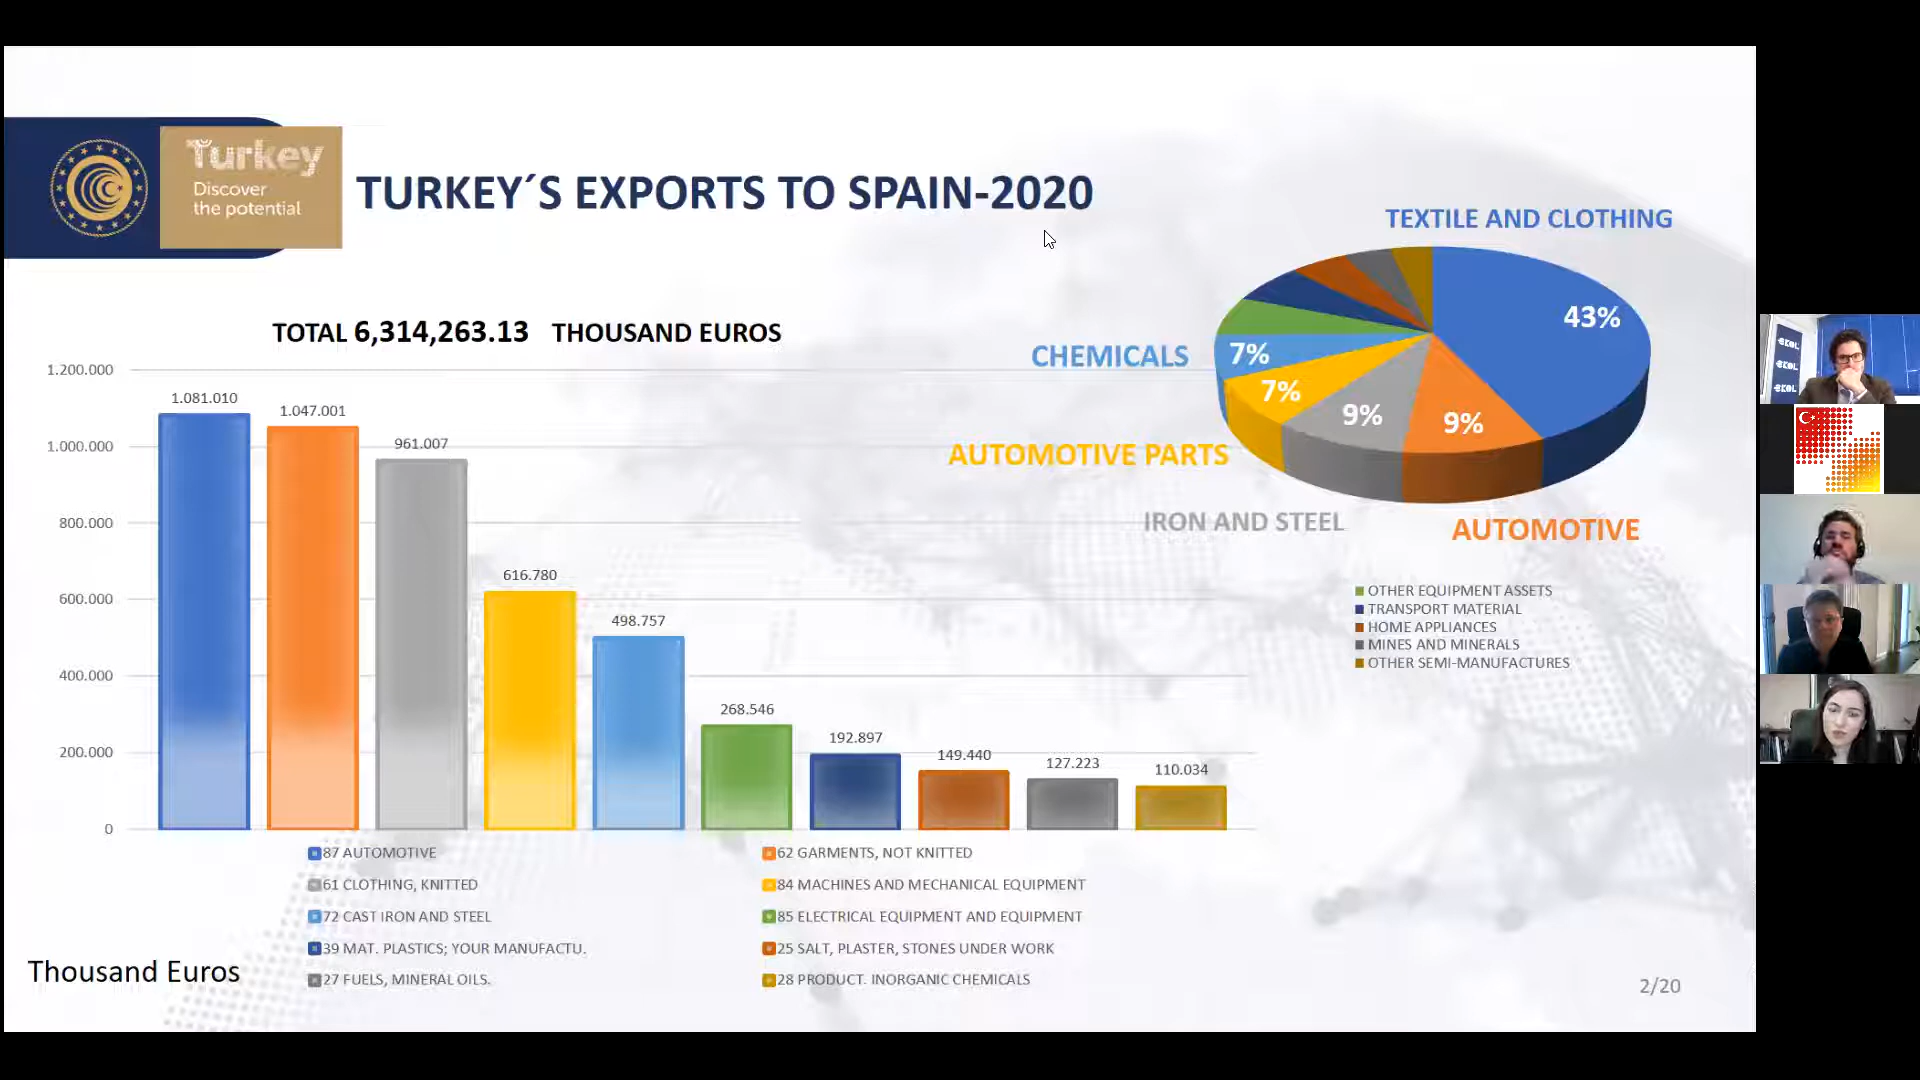 Turkey
Discover
the potential
TURKEY´S EXPORTS TO SPAIN-2020
TOTAL 6,314,263.13 THOUSAND EUROS
1.200.000
1.000.000
800.000
600.000
400.000
200.000
0
1.081.010
1.047.001
961.007
616.780
498.757
268.546
192.897
149.440
127.223
110.034
87 AUTOMOTIVE
62 GARMENTS, NOT KNITTED
61 CLOTHING, KNITTED
84 MACHINES AND MECHANICAL EQUIPMENT
72 CAST IRON AND STEEL
85 ELECTRICAL EQUIPMENT AND EQUIPMENT
39 MAT. PLASTICS; YOUR MANUFACTU.
25 SALT, PLASTER, STONES UNDER WORK
27 FUELS, MINERAL OILS.
28 PRODUCT. INORGANIC CHEMICALS
Thousand Euros
TEXTILE AND CLOTHING
43%
CHEMICALS
7%
7%
9%
9%
AUTOMOTIVE PARTS
IRON AND STEEL
AUTOMOTIVE
OTHER EQUIPMENT ASSETS
TRANSPORT MATERIAL
HOME APPLIANCES
MINES AND MINERALS
OTHER SEMI-MANUFACTURES
2/20
EKOL
EKOL
EKOL